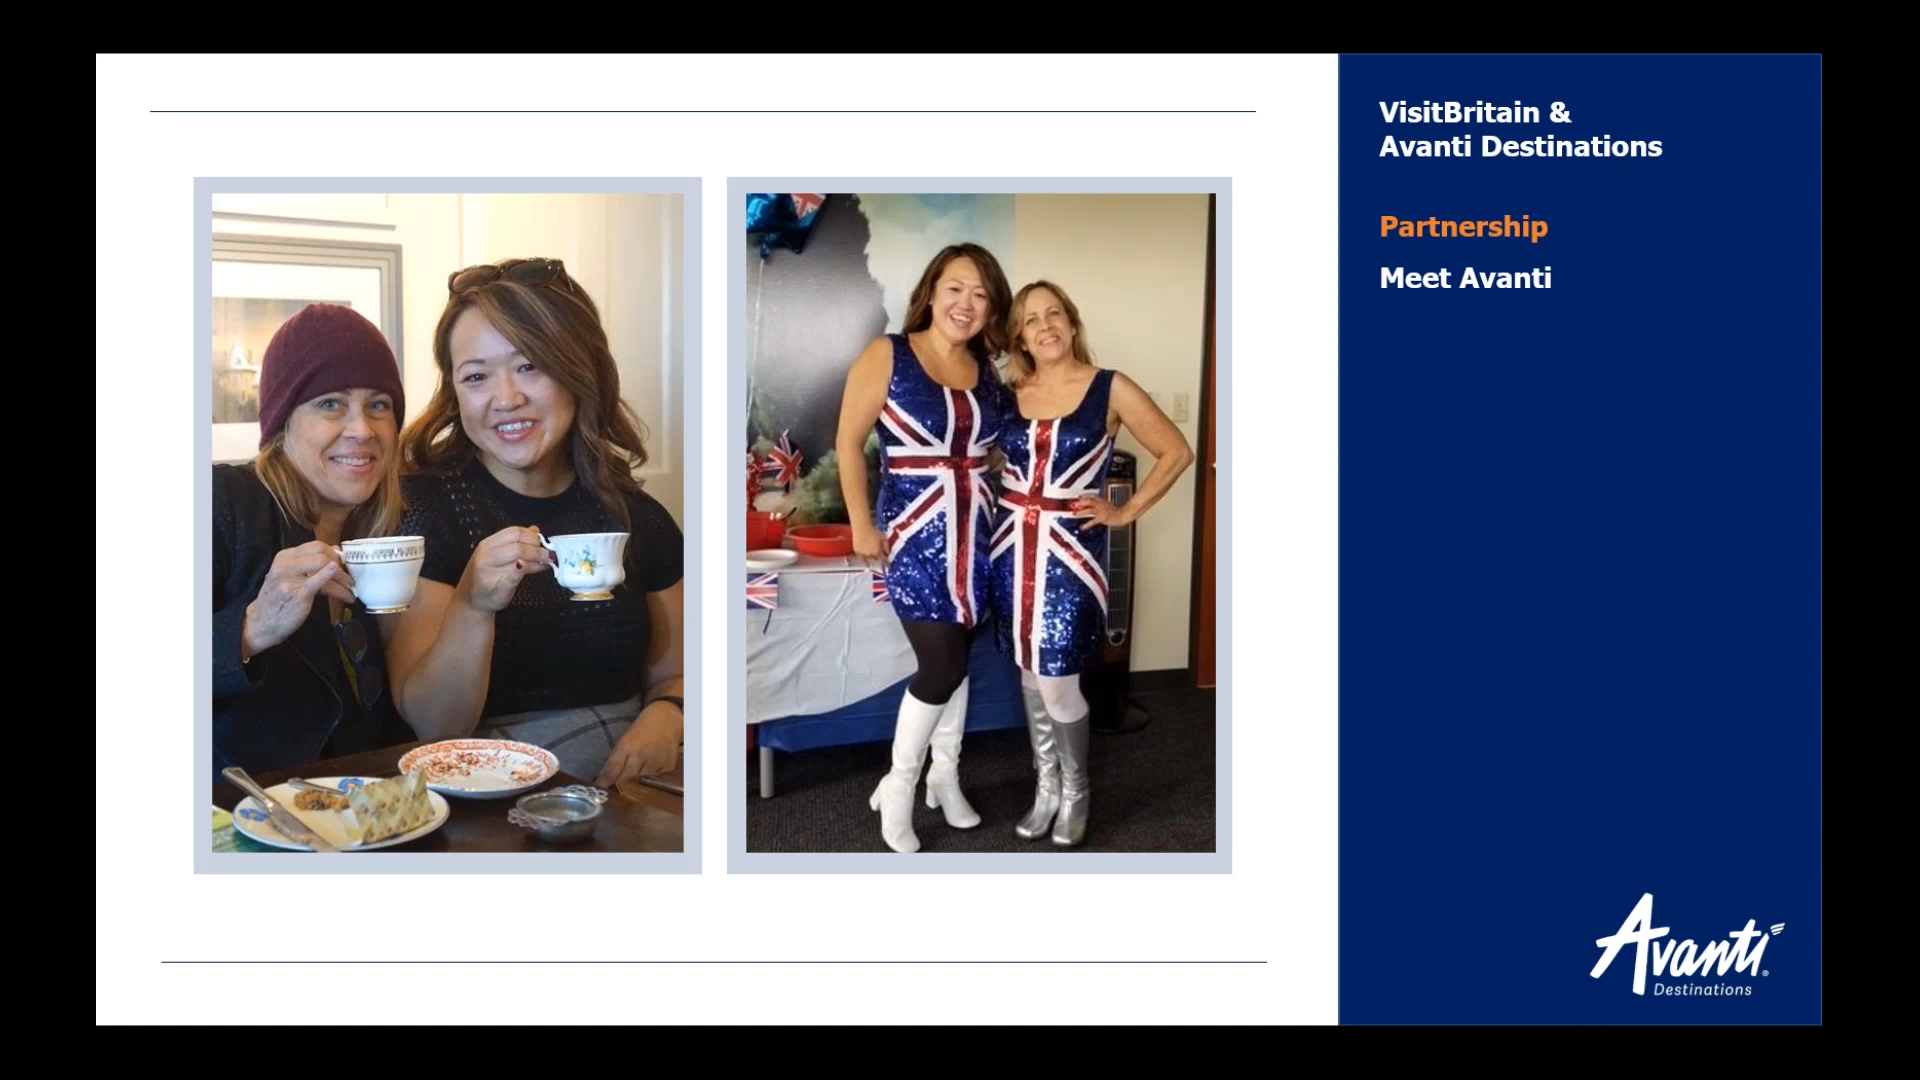 VisitBritain &
Avanti Destinations
Partnership
Meet Avanti
Avanti®
Destinations